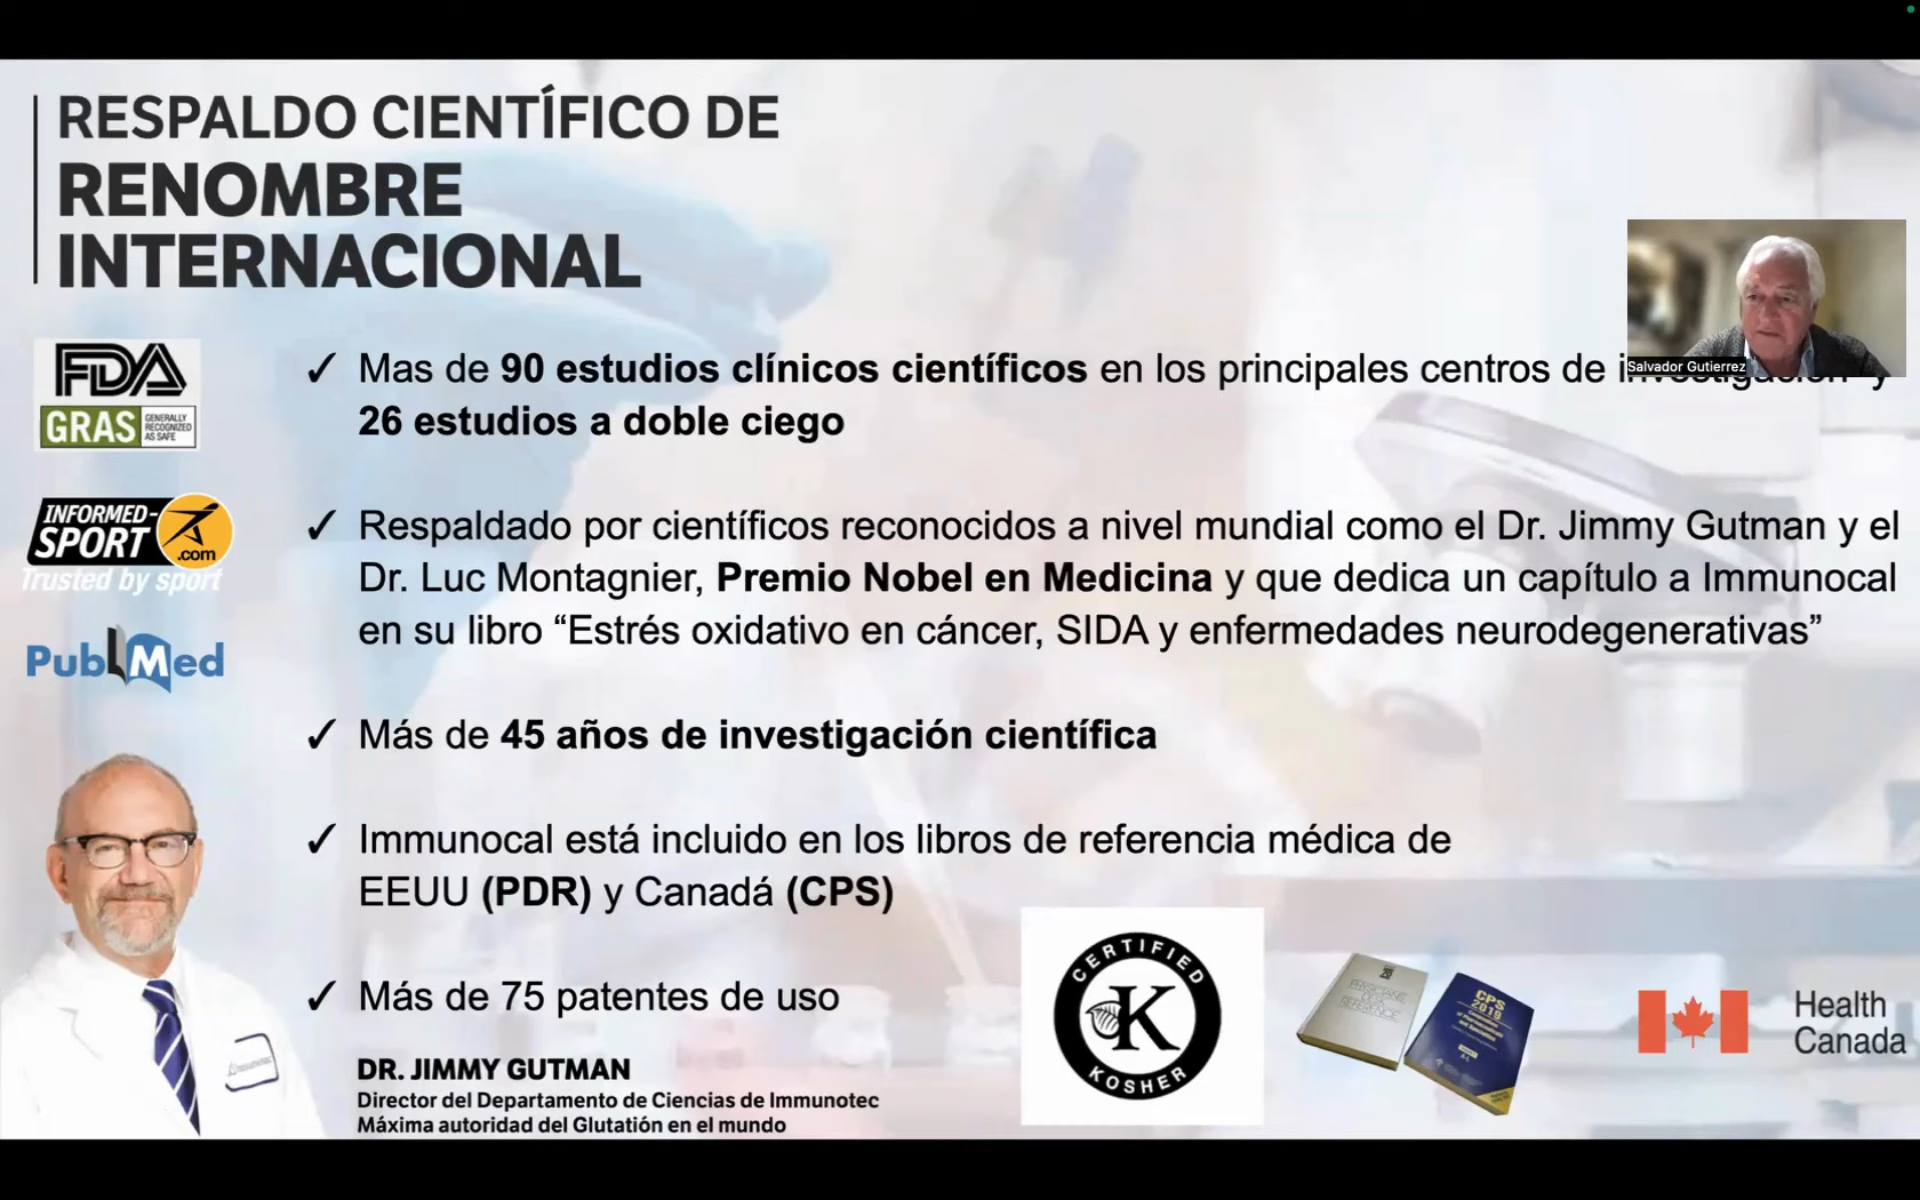 RESPALDO CIENTÍFICO DE
RENOMBRE
INTERNACIONAL
FDA
GRAS
GENERALLY
RECOGNIZED
AS SAFE
INFORMED-
SPORT
.com
Trusted by sport
PubMed
✓ Mas de 90 estudios clínicos científicos en los principales centros de investigación y
26 estudios a doble ciego
✓ Respaldado por científicos reconocidos a nivel mundial como el Dr. Jimmy Gutman y el
Dr. Luc Montagnier, Premio Nobel en Medicina y que dedica un capítulo a Immunocal
en su libro “Estrés oxidativo en cáncer, SIDA y enfermedades neurodegenerativas”
✓ Más de 45 años de investigación científica
✓ Immunocal está incluido en los libros de referencia médica de
EEUU (PDR) y Canadá (CPS)
✓ Más de 75 patentes de uso
DR. JIMMY GUTMAN
Director del Departamento de Ciencias de Immunotec
Máxima autoridad del Glutatión en el mundo
Salvador Gutierrez
CERTIFIED
K
KOSHER
PHYSICIANS'
DESK
REFERENCE
CPS
2019
Health
Canada